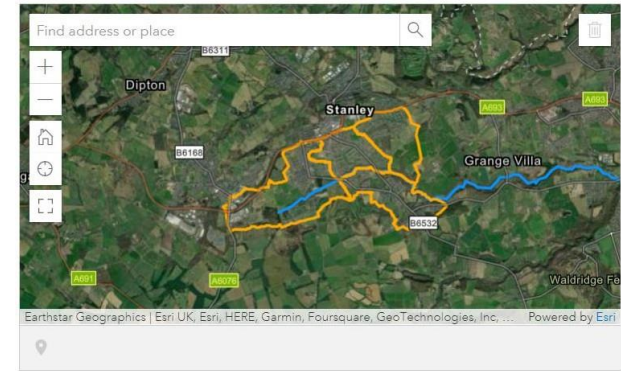 Find address or place
B6311
Dipton
Stanley
A693
A693
B6168
Grange Villa
B6532
A691
A6076
Waldridge Fe
Earthstar Geographics | Esri UK, Esri, HERE, Garmin, Foursquare, GeoTechnologies, Inc, ... Powered by Esri